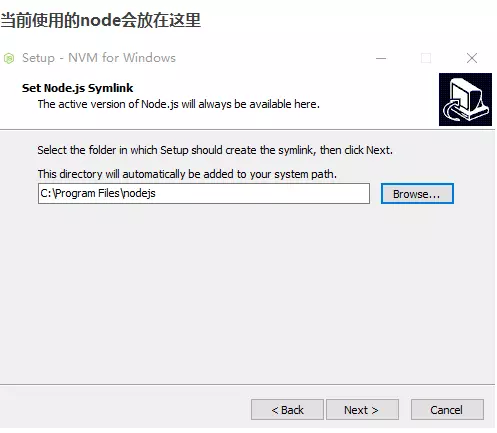 当前使用的node会放在这里
Setup - NVM for Windows
Set Node.js Symlink
The active version of Node.js will always be available here.
Select the folder in which Setup should create the symlink, then click Next.
This directory will automatically be added to your system path.
C:\Program Files\nodejs
Browse...
< Back
Next >
Cancel